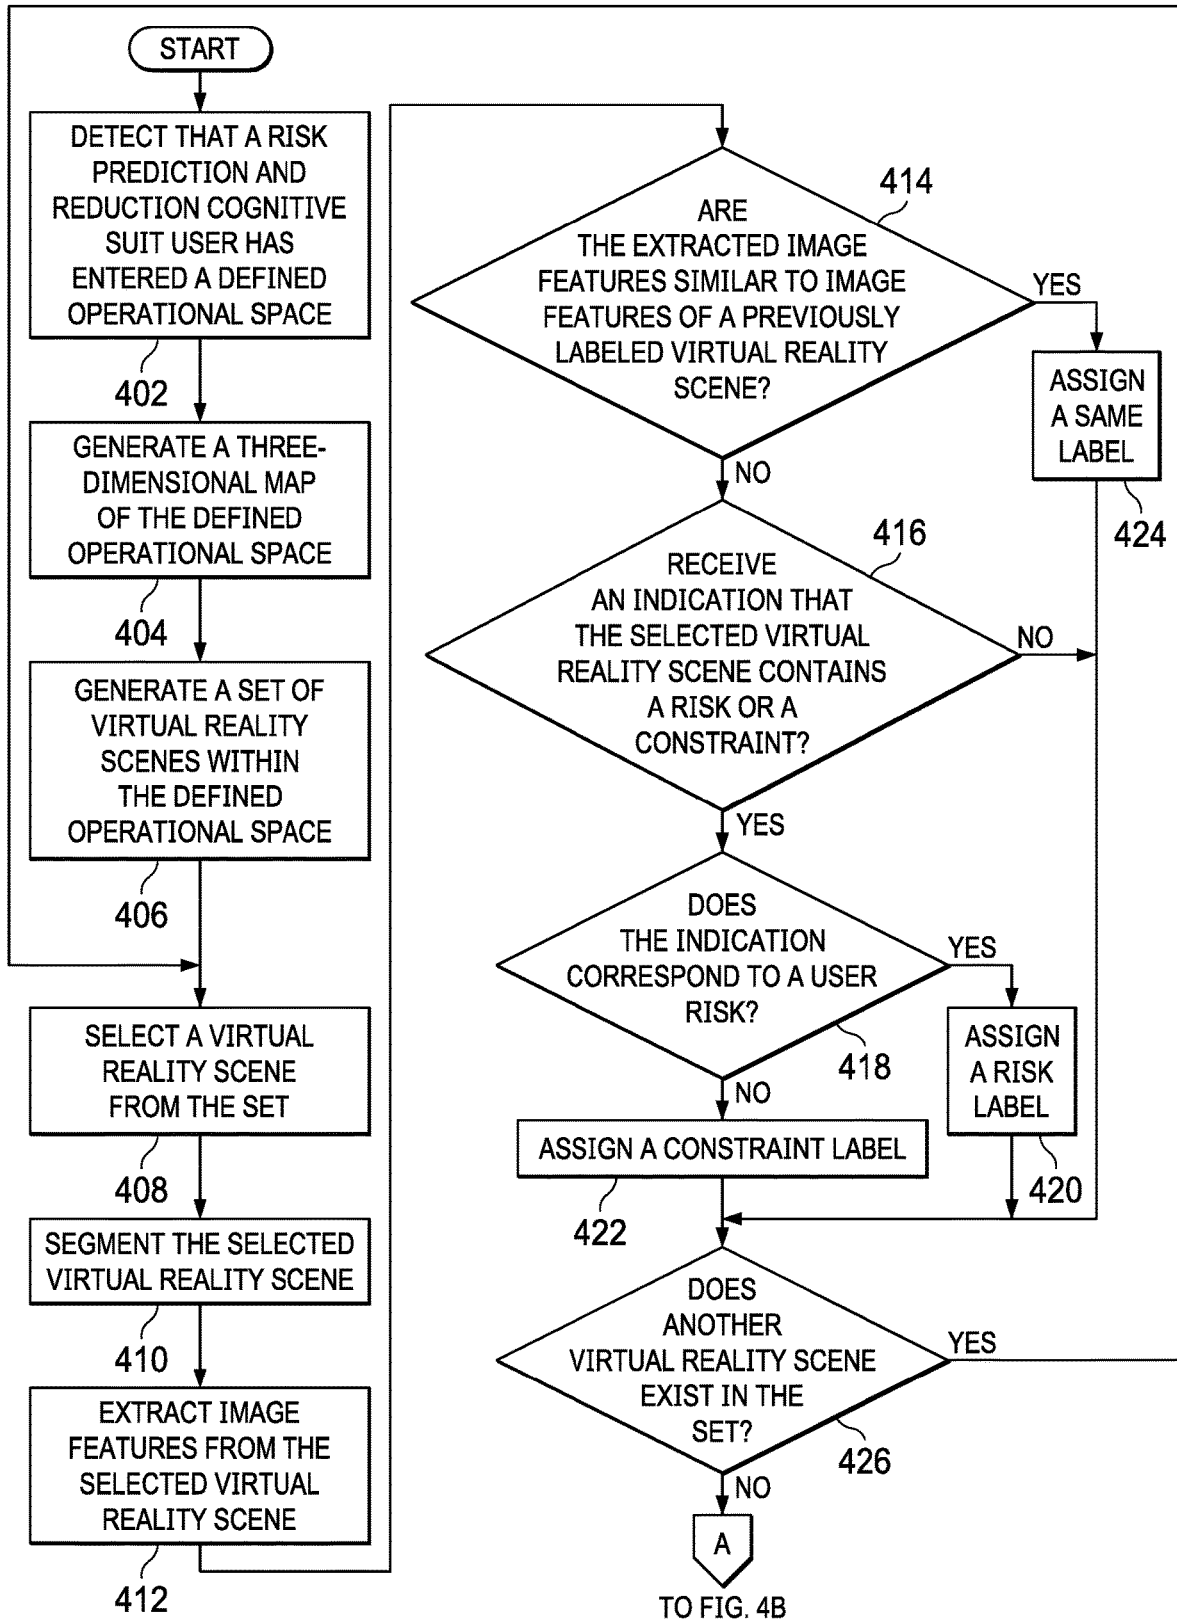 START
DETECT THAT A RISK
PREDICTION AND
REDUCTION COGNITIVE
SUIT USER HAS
ENTERED A DEFINED
OPERATIONAL SPACE
402
GENERATE A THREE-
DIMENSIONAL MAP
OF THE DEFINED
OPERATIONAL SPACE
404
GENERATE A SET OF
VIRTUAL REALITY
SCENES WITHIN
THE DEFINED
OPERATIONAL SPACE
406
SELECT A VIRTUAL
REALITY SCENE
FROM THE SET
408
SEGMENT THE SELECTED
VIRTUAL REALITY SCENE
410
EXTRACT IMAGE
FEATURES FROM THE
SELECTED VIRTUAL
REALITY SCENE
412
414
ARE
THE EXTRACTED IMAGE
FEATURES SIMILAR TO IMAGE
FEATURES OF A PREVIOUSLY
LABELED VIRTUAL REALITY
SCENE?
YES
ASSIGN
A SAME
LABEL
424
NO
416
RECEIVE
AN INDICATION THAT
THE SELECTED VIRTUAL
REALITY SCENE CONTAINS
A RISK OR A
CONSTRAINT?
NO
YES
DOES
THE INDICATION
CORRESPOND TO A USER
RISK?
418
YES
ASSIGN
A RISK
LABEL
420
NO
ASSIGN A CONSTRAINT LABEL
422
DOES
ANOTHER
VIRTUAL REALITY SCENE
EXIST IN THE
SET?
426
YES
NO
A
TO FIG. 4B